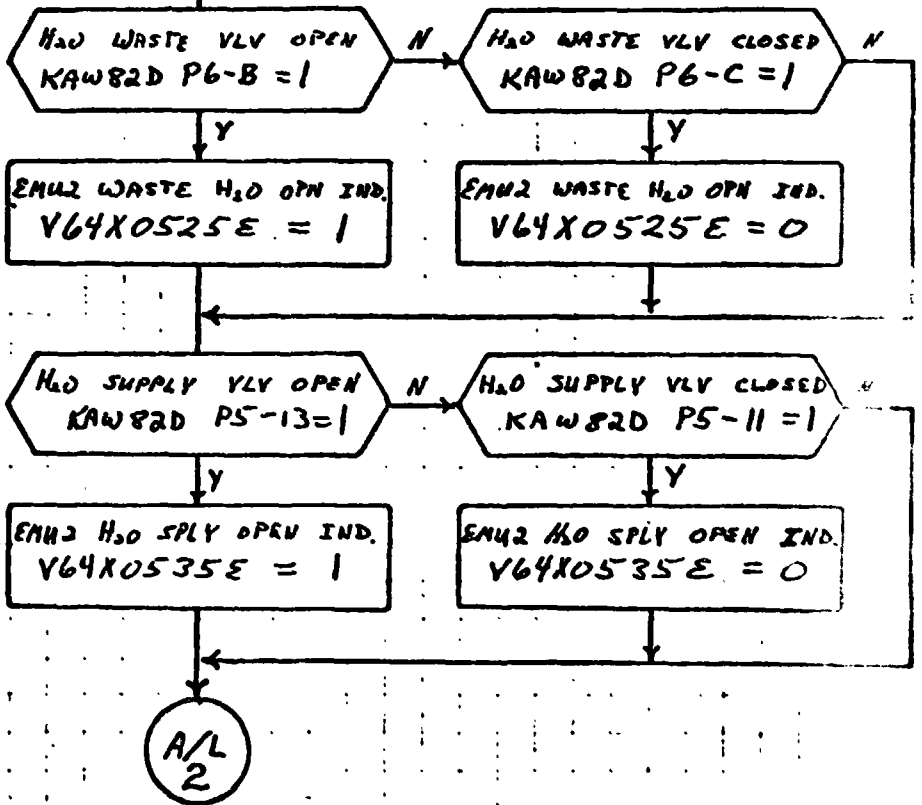 H2O WASTE VLV OPEN
KAW82D P6-B = 1
N
H2O WASTE VLV CLOSED
KAW82D P6-C = 1
N
Y
Y
EMU2 WASTE H2O OPN IND.
V64X0525E = 1
EMU2 WASTE H2O OPN IND.
V64X0525E = 0
H2O SUPPLY VLV OPEN
KAW82D P5-13=1
N
H2O SUPPLY VLV CLOSED
KAW82D P5-11 = 1
N
Y
Y
EMU2 H2O SPLY OPEN IND.
V64X0535E = 1
EMU2 H2O SPLY OPEN IND.
V64X0535E = 0
A/L
2